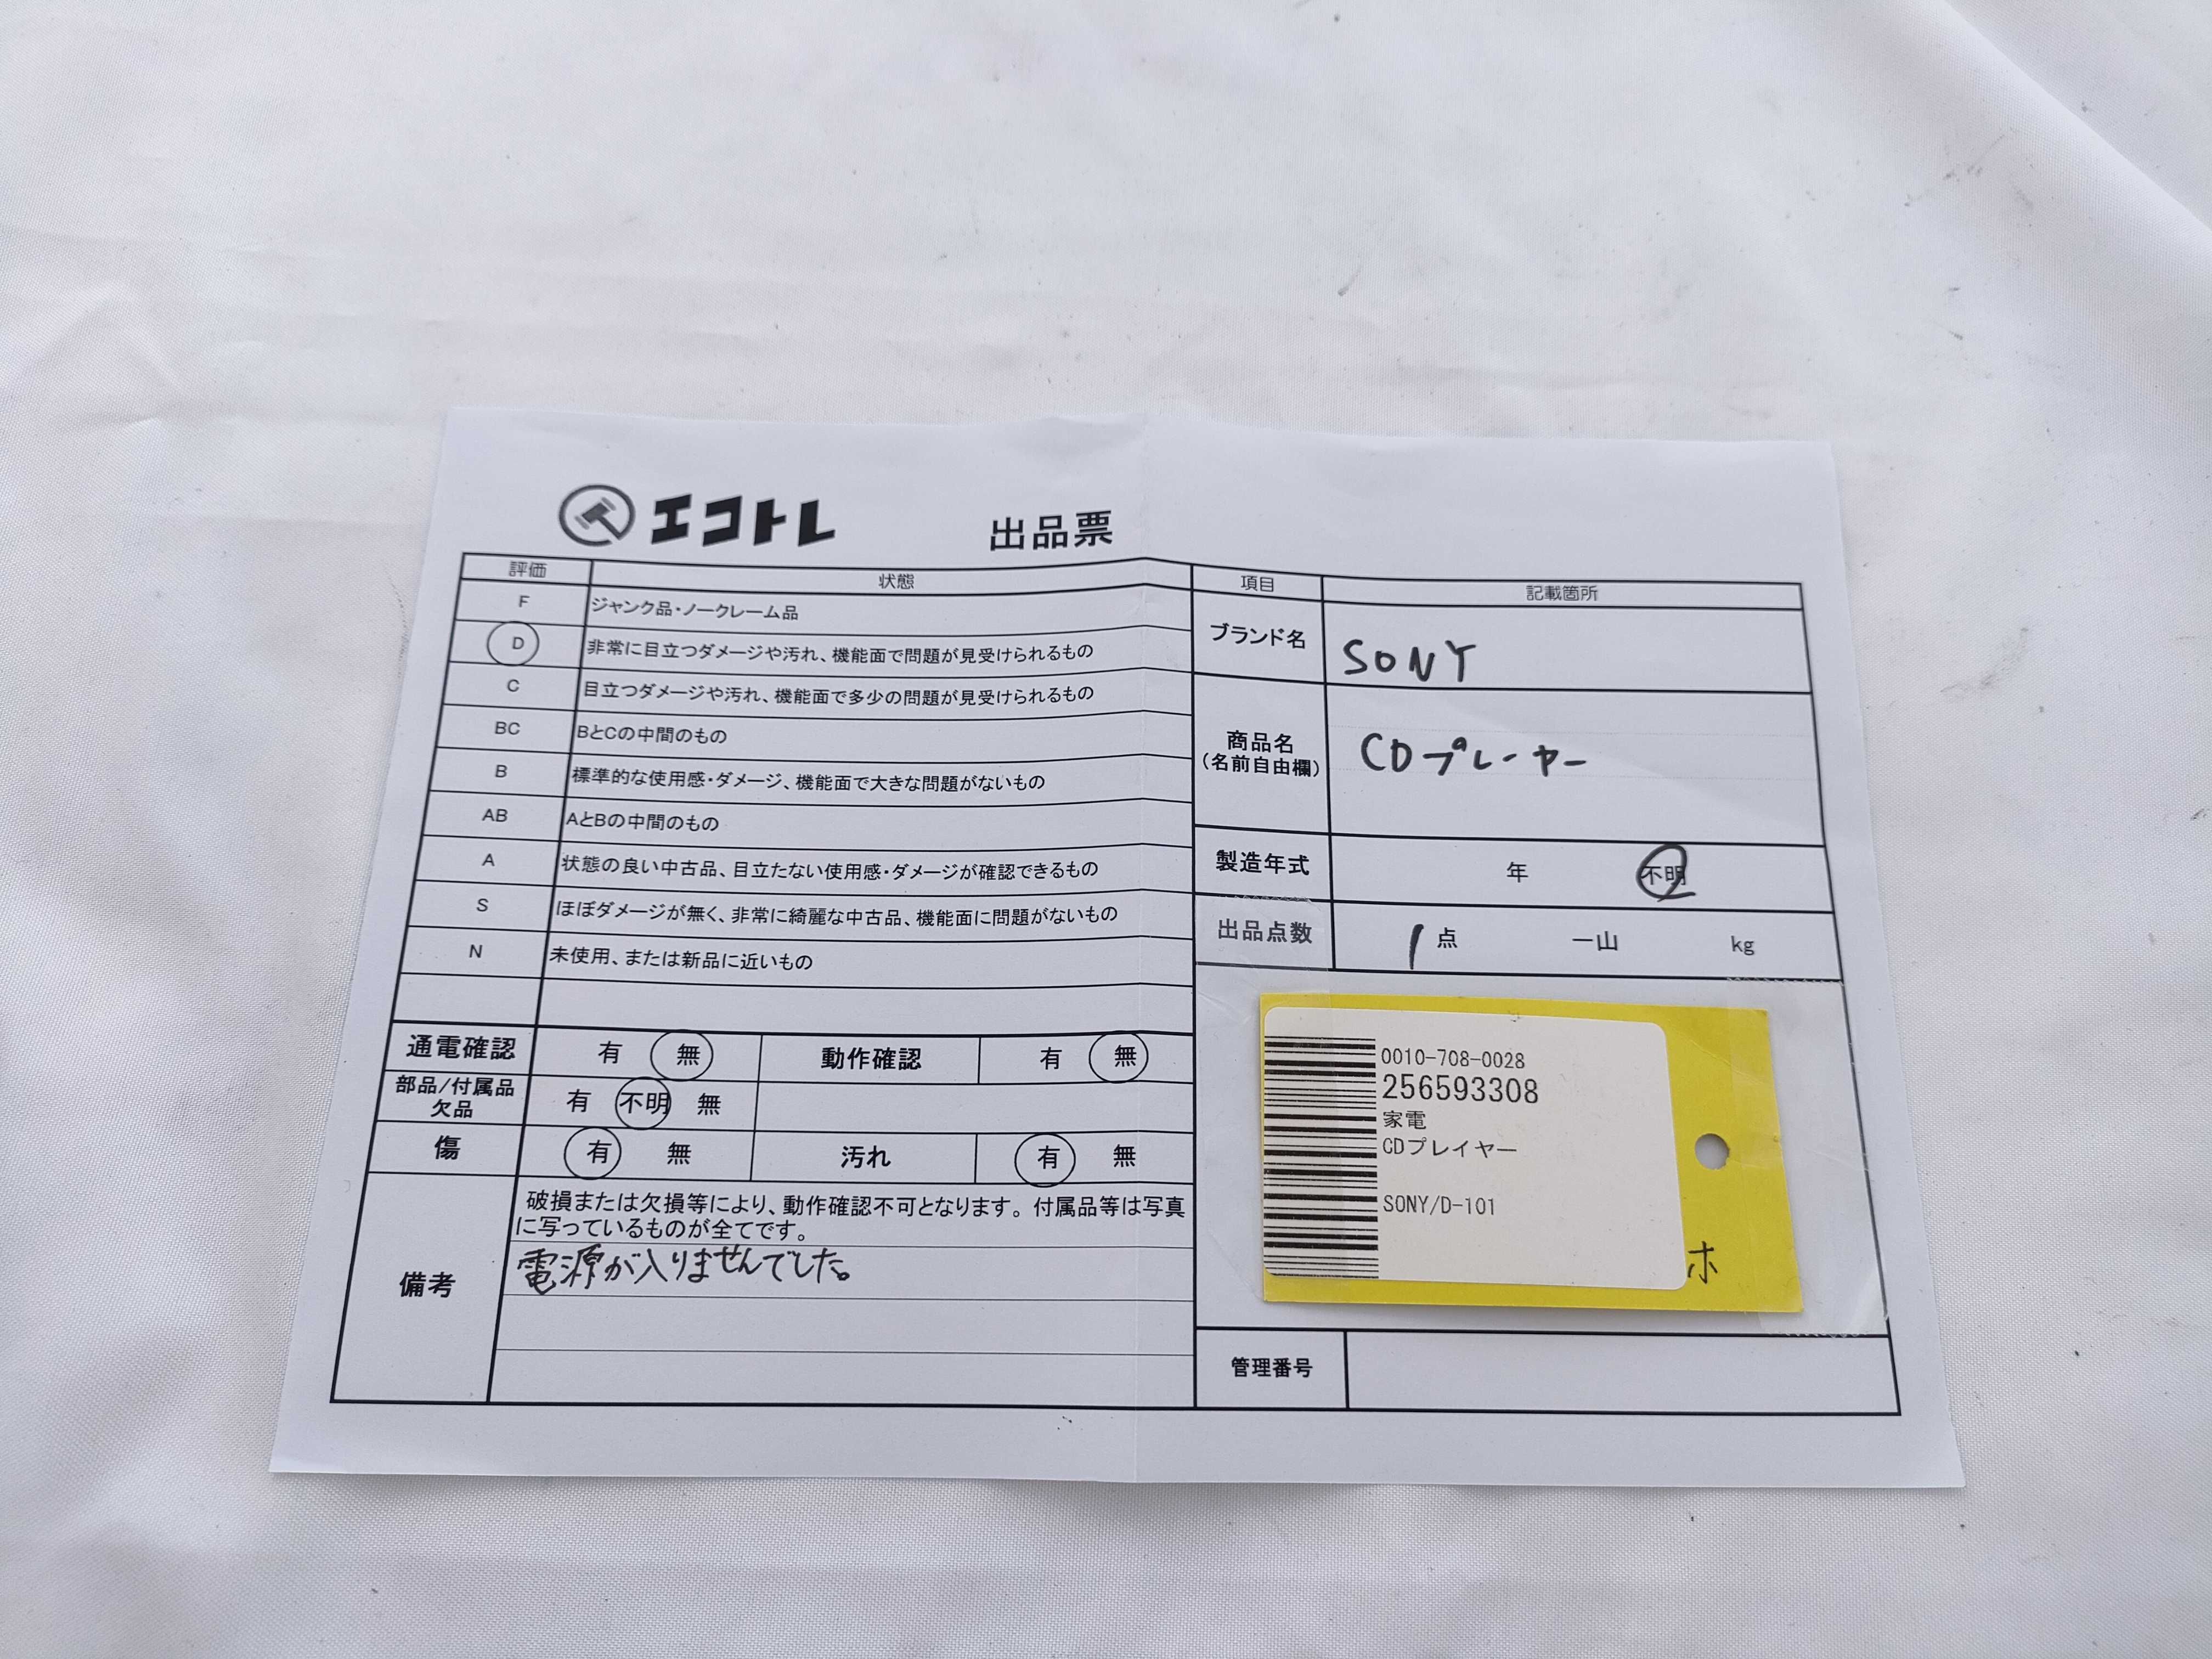 エコトレ 出品票
評価 状態
F ジャンク品・ノークレーム品
D 非常に目立つダメージや汚れ、機能面で問題が見受けられるもの
C 目立つダメージや汚れ、機能面で多少の問題が見受けられるもの
BC BとCの中間のもの
B 標準的な使用感・ダメージ、機能面で大きな問題がないもの
AB AとBの中間のもの
A 状態の良い中古品、目立たない使用感・ダメージが確認できるもの
S ほぼダメージが無く、非常に綺麗な中古品、機能面に問題がないもの
N 未使用、または新品に近いもの
通電確認 有 無 動作確認 有 無
部品/付属品
欠品 有 不明 無
傷 有 無 汚れ 有 無
備考
破損または欠損等により、動作確認不可となります。付属品等は写真
に写っているものが全てです。
電源が入りませんでした。
項目 記載箇所
ブランド名 SONY
商品名
(名前自由欄) CDプレーヤー
製造年式 年 不明
出品点数 1点 一山 kg
0010-708-0028
256593308
家電
CDプレイヤー
SONY/D-101
ホ
管理番号